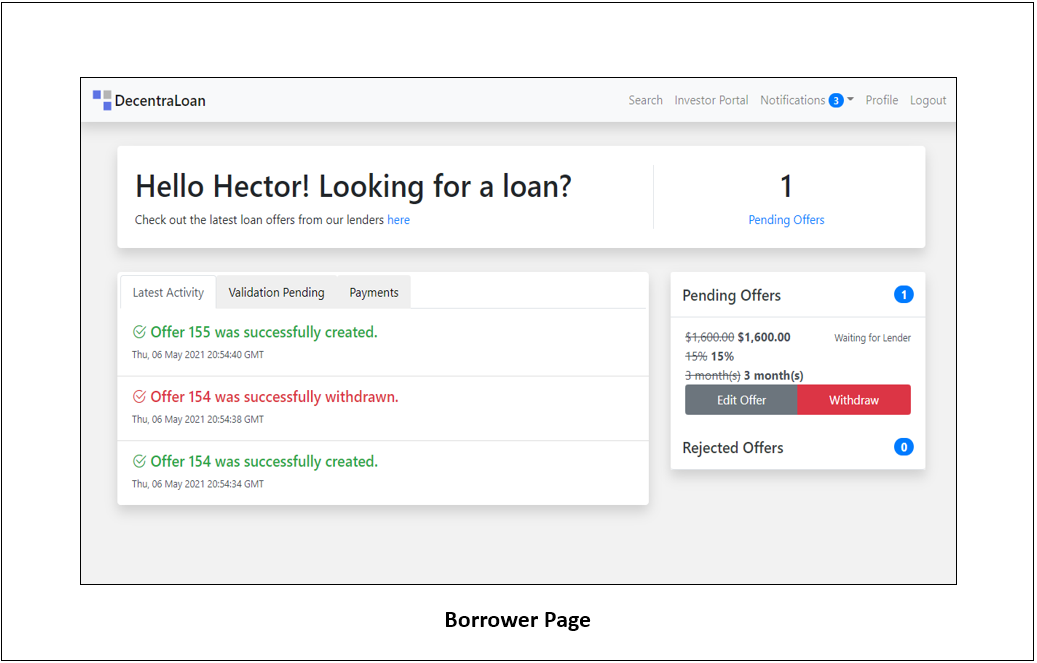 DecentraLoan
Search Investor Portal Notifications 3 Profile Logout
Hello Hector! Looking for a loan?
Check out the latest loan offers from our lenders here
1
Pending Offers
Latest Activity Validation Pending Payments
Offer 155 was successfully created.
Thu, 06 May 2021 20:54:40 GMT
Offer 154 was successfully withdrawn.
Thu, 06 May 2021 20:54:38 GMT
Offer 154 was successfully created.
Thu, 06 May 2021 20:54:34 GMT
Pending Offers 1
$1,600.00 $1,600.00 Waiting for Lender
15% 15%
3 month(s) 3 month(s)
Edit Offer Withdraw
Rejected Offers 0
Borrower Page